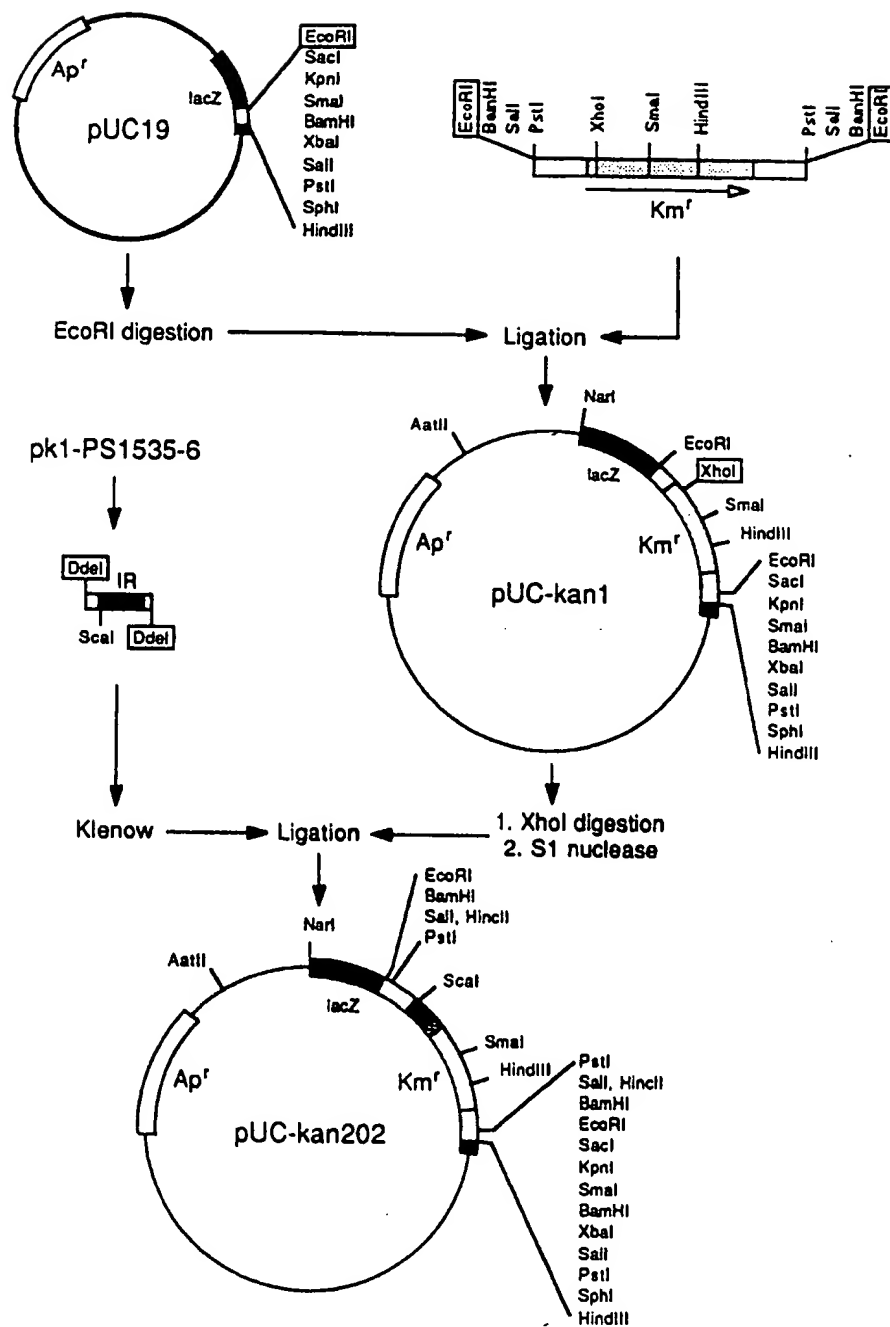 Apʳ
lacZ
pUC19
EcoRI
SacI
KpnI
SmaI
BamHI
XbaI
SalI
PstI
SphI
HindIII
EcoRI
BamHI
SalI
PstI
XhoI
SmaI
HindIII
PstI
SalI
BamHI
EcoRI
Kmʳ
EcoRI digestion
Ligation
pk1-PS1535-6
DdeI
IR
ScaI
DdeI
AatII
NarI
lacZ
EcoRI
XhoI
SmaI
HindIII
Apʳ
Kmʳ
pUC-kan1
EcoRI
SacI
KpnI
SmaI
BamHI
XbaI
SalI
PstI
SphI
HindIII
Klenow
Ligation
1. XhoI digestion
2. S1 nuclease
EcoRI
BamHI
SalI, HincII
PstI
NarI
AatII
lacZ
ScaI
SmaI
HindIII
Apʳ
Kmʳ
pUC-kan202
PstI
SalI, HincII
BamHI
EcoRI
SacI
KpnI
SmaI
BamHI
XbaI
SalI
PstI
SphI
HindIII